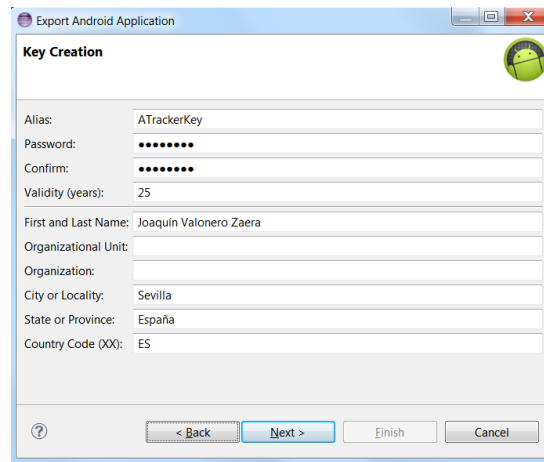 Export Android Application
Key Creation
Alias: ATrackerKey
Password: ●●●●●●●●
Confirm: ●●●●●●●●
Validity (years): 25
First and Last Name: Joaquín Valonero Zaera
Organizational Unit:
Organization:
City or Locality: Sevilla
State or Province: España
Country Code (XX): ES
? < Back Next > Finish Cancel